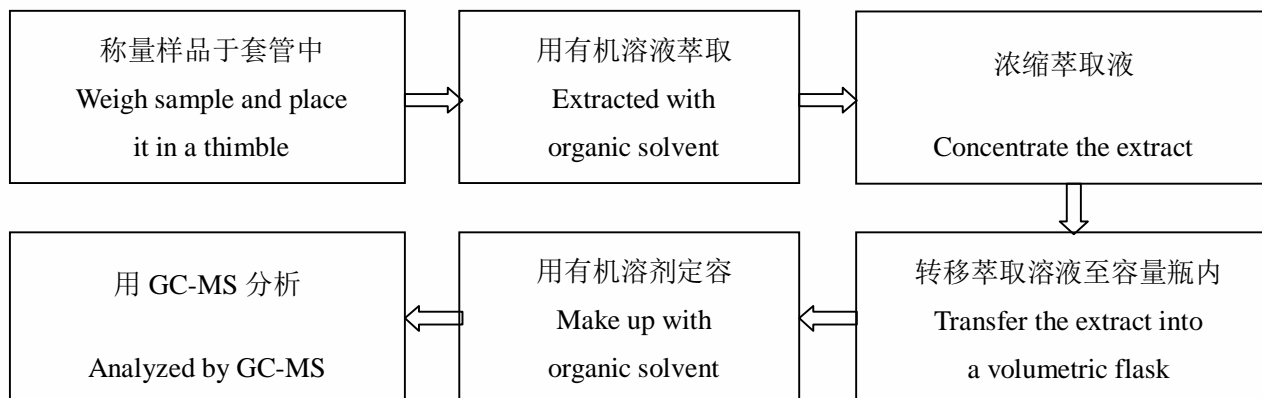 称量样品于套管中
Weigh sample and place
it in a thimble
用有机溶液萃取
Extracted with
organic solvent
浓缩萃取液
Concentrate the extract
转移萃取溶液至容量瓶内
Transfer the extract into
a volumetric flask
用有机溶剂定容
Make up with
organic solvent
用 GC-MS 分析
Analyzed by GC-MS